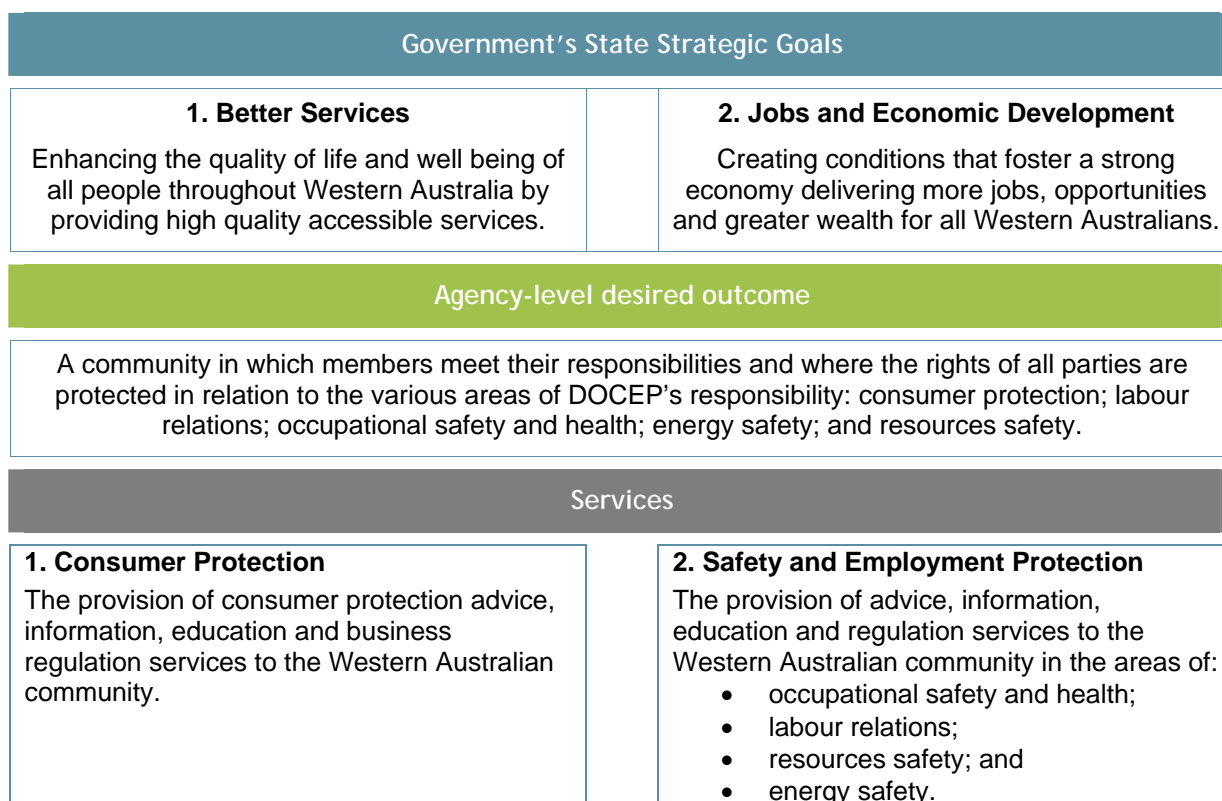 Government's State Strategic Goals
1. Better Services
Enhancing the quality of life and well being of
all people throughout Western Australia by
providing high quality accessible services.
2. Jobs and Economic Development
Creating conditions that foster a strong
economy delivering more jobs, opportunities
and greater wealth for all Western Australians.
Agency-level desired outcome
A community in which members meet their responsibilities and where the rights of all parties are
protected in relation to the various areas of DOCEP's responsibility: consumer protection; labour
relations; occupational safety and health; energy safety; and resources safety.
Services
1. Consumer Protection
The provision of consumer protection advice,
information, education and business
regulation services to the Western Australian
community.
2. Safety and Employment Protection
The provision of advice, information,
education and regulation services to the
Western Australian community in the areas of:
• occupational safety and health;
• labour relations;
• resources safety; and
• energy safety.